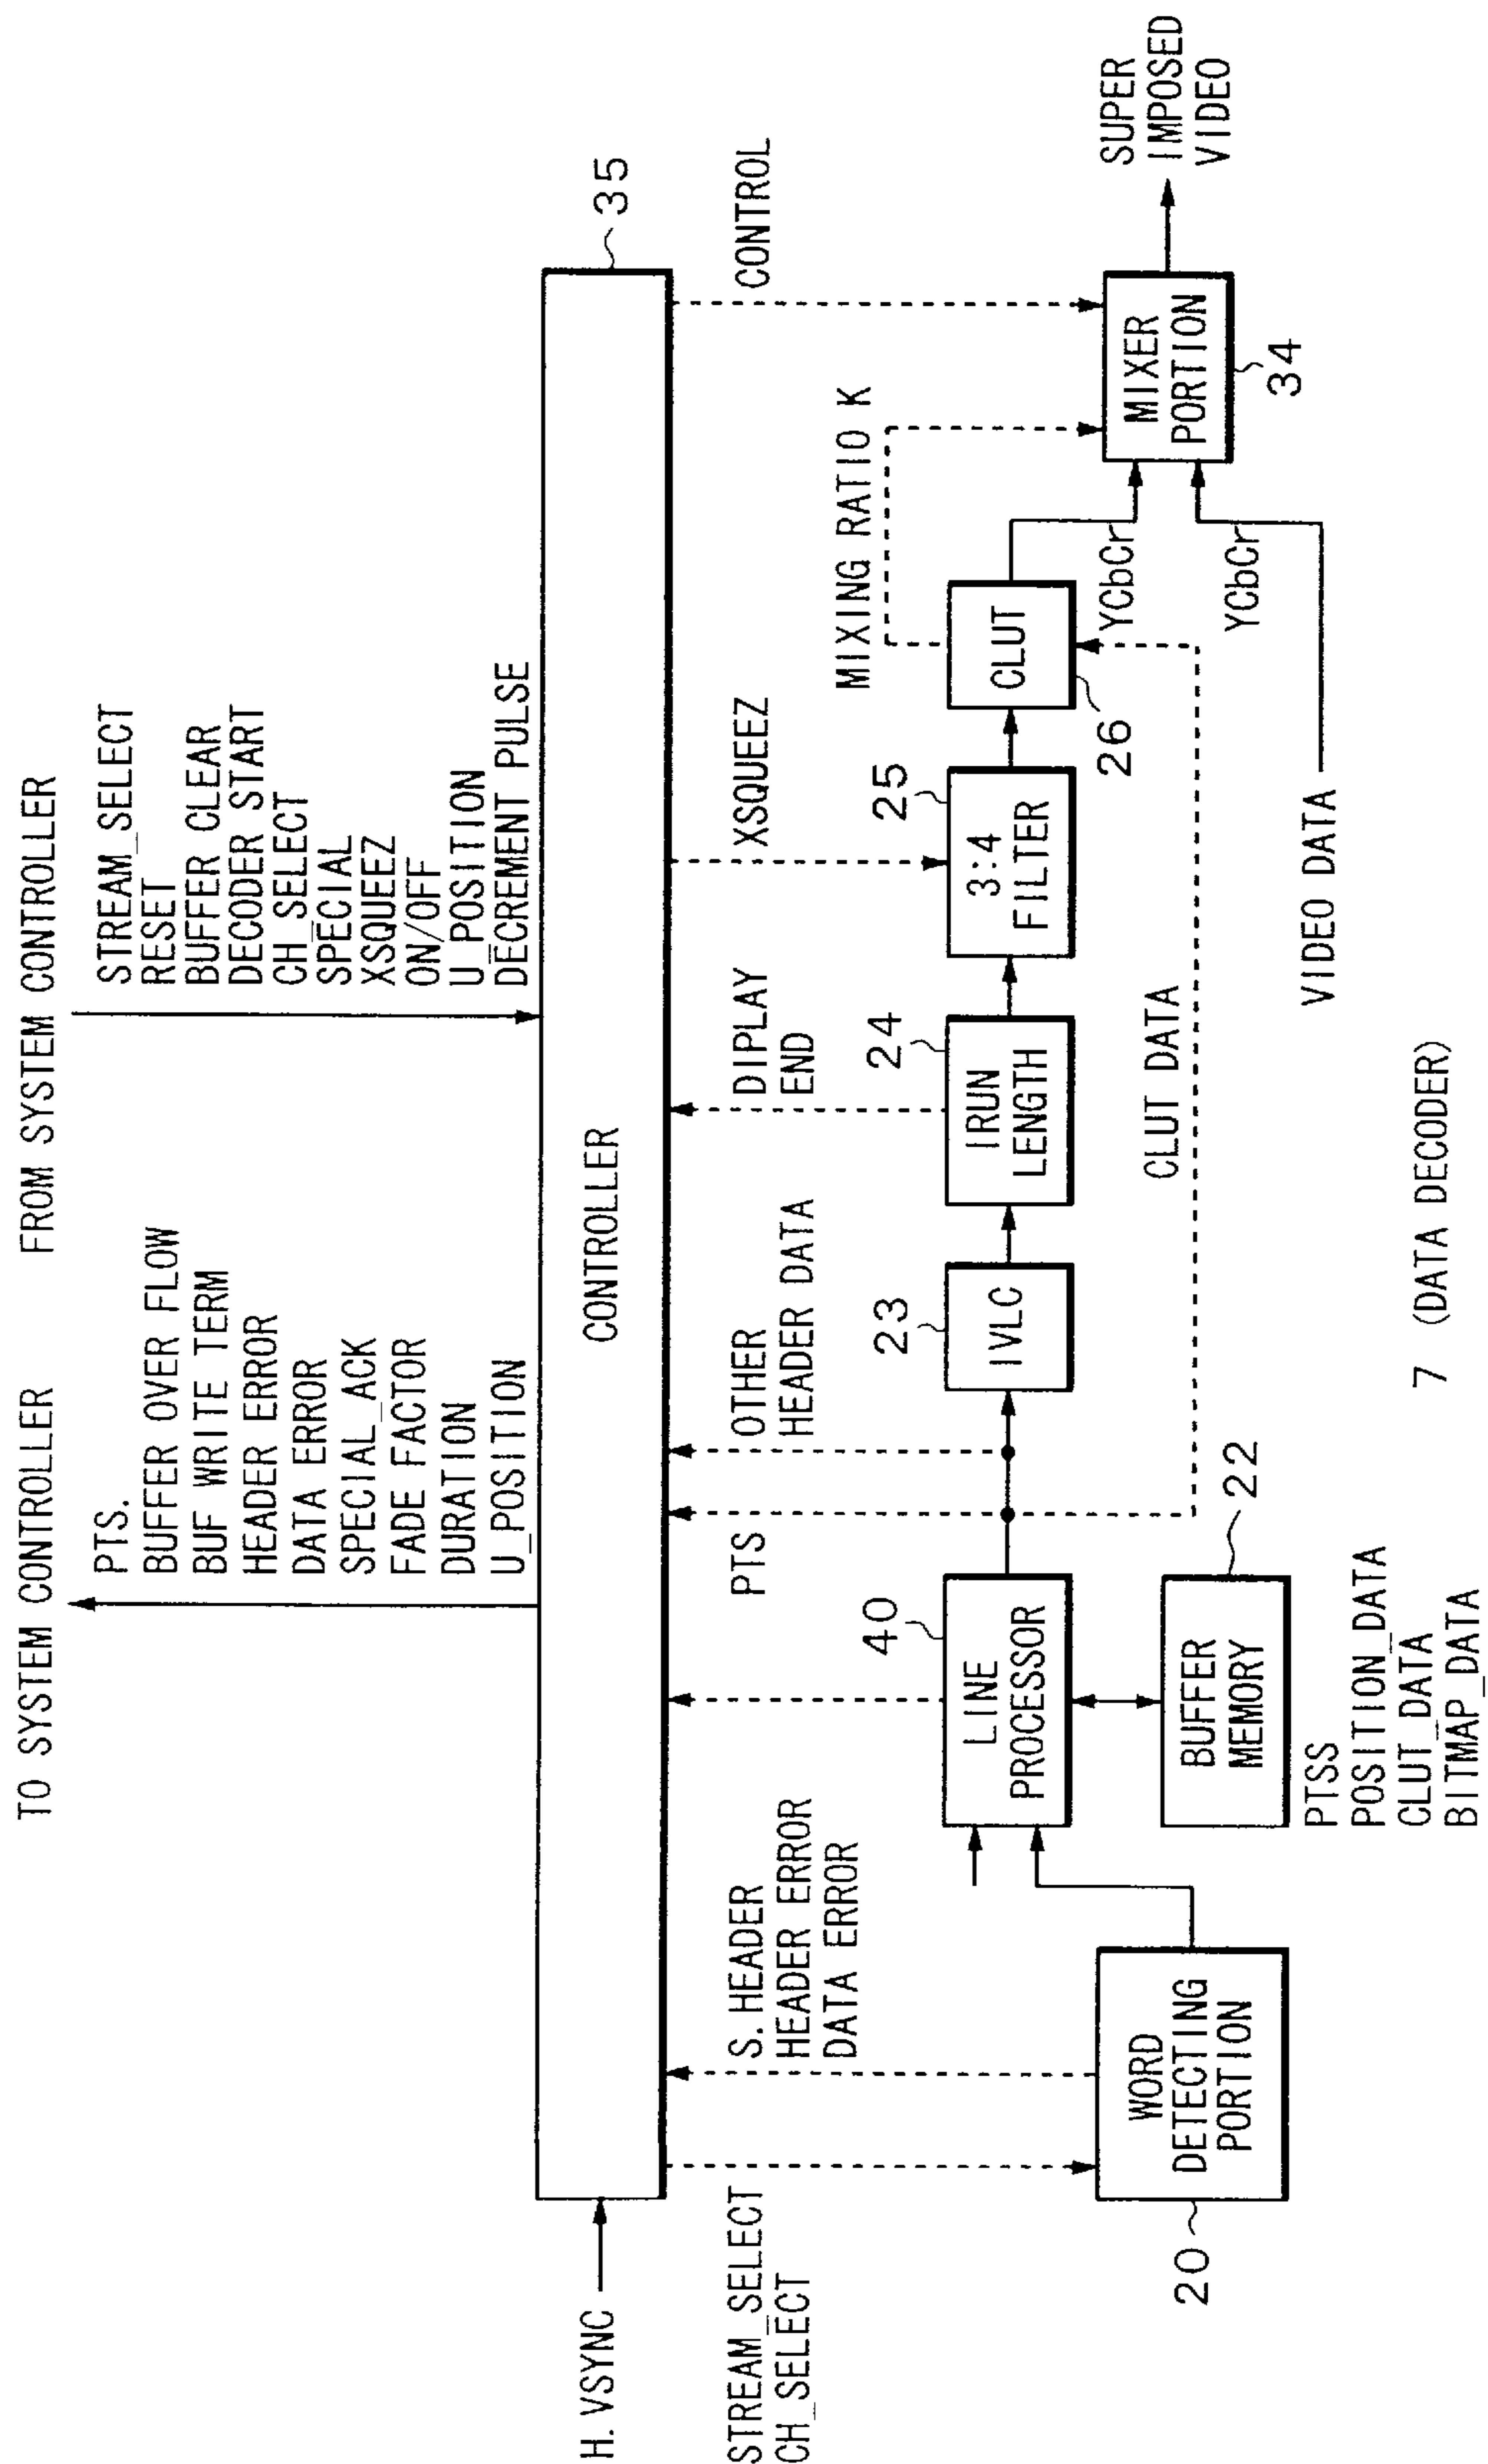 TO SYSTEM CONTROLLER
FROM SYSTEM CONTROLLER
PTS.
BUFFER OVER FLOW
BUF WRITE TERM
HEADER ERROR
DATA ERROR
SPECIAL_ACK
FADE FACTOR
DURATION
U_POSITION
STREAM_SELECT
RESET
BUFFER CLEAR
DECODER START
CH_SELECT
SPECIAL
XSQUEEZ
ON/OFF
U_POSITION
DECREMENT PULSE
H. VSYNC
CONTROLLER
35
STREAM_SELECT
CH_SELECT
S. HEADER
HEADER ERROR
DATA ERROR
PTS
OTHER
HEADER DATA
DIPLAY
END
XSQUEEZ
MIXING RATIO K
CONTROL
20
WORD
DETECTING
PORTION
40
LINE
PROCESSOR
22
BUFFER
MEMORY
PTSS
POSITION_DATA
CLUT_DATA
BITMAP_DATA
23
IVLC
24
IRUN
LENGTH
25
3:4
FILTER
26
CLUT
CLUT DATA
YCbCr
YCbCr
VIDEO DATA
MIXER
PORTION
34
SUPER
IMPOSED
VIDEO
7 (DATA DECODER)